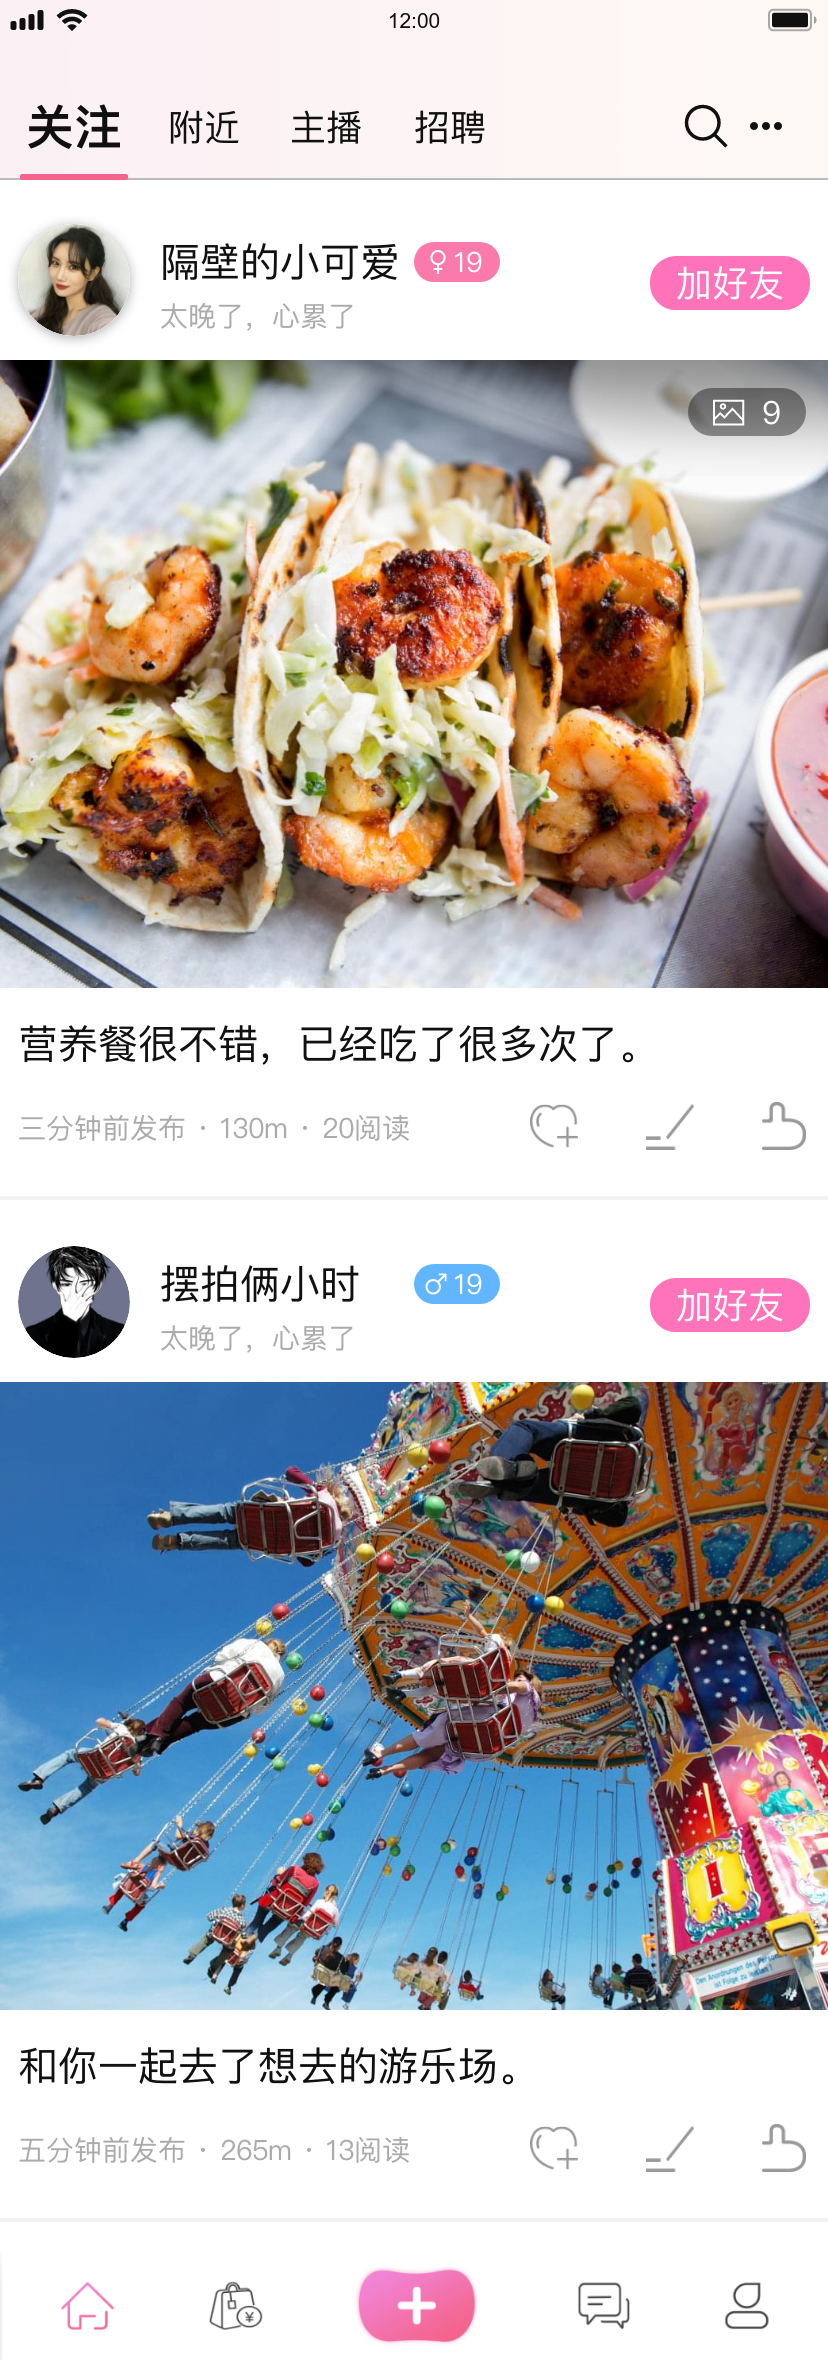 12:00
关注 附近 主播 招聘
隔壁的小可爱 ♀19
加好友
太晚了，心累了
9
营养餐很不错，已经吃了很多次了。
三分钟前发布 · 130m · 20阅读
摆拍俩小时 ♂19
加好友
太晚了，心累了
和你一起去了想去的游乐场。
五分钟前发布 · 265m · 13阅读